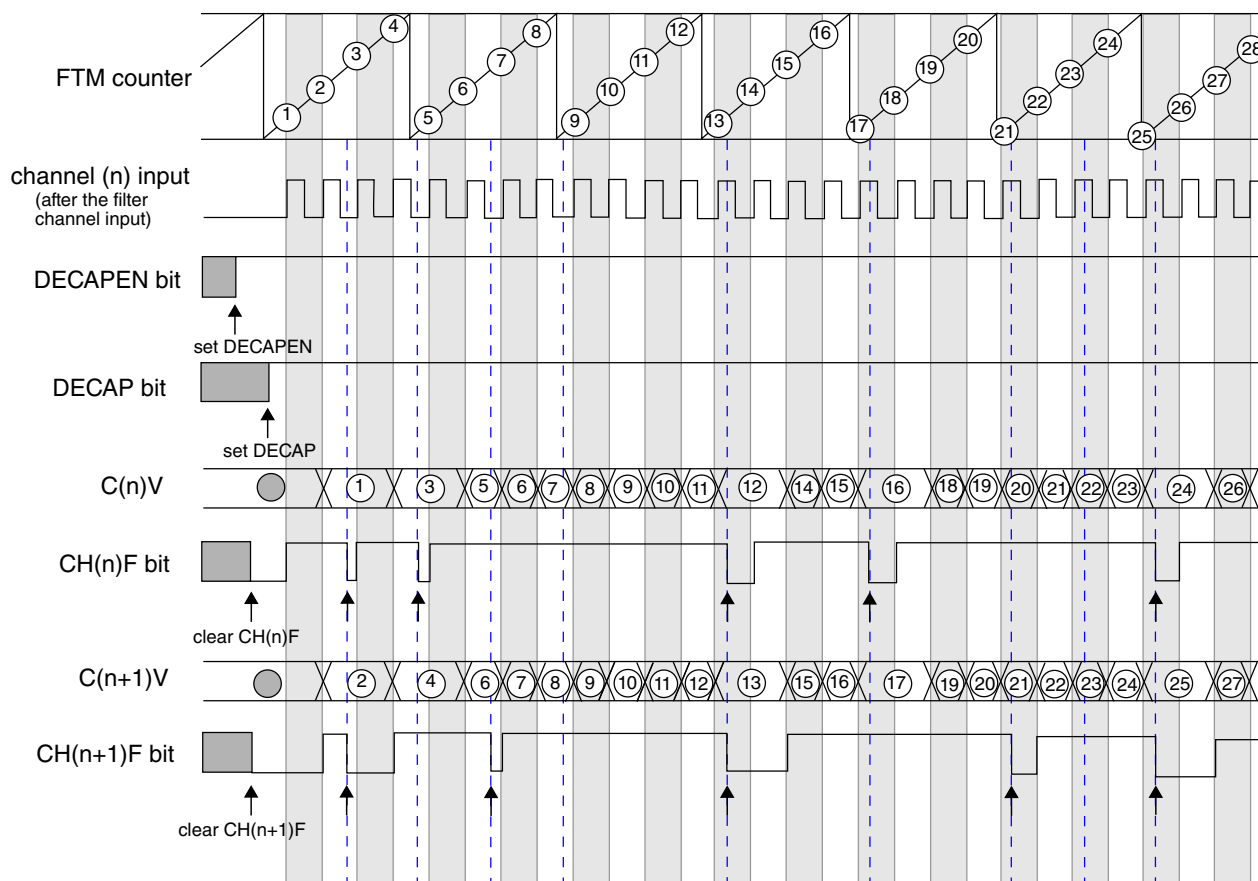 4 8 12 16 20 24 28
3 7 11 15 19 23 27
FTM counter
2 6 10 14 18 22 26
1 5 9 13 17 21 25
channel (n) input
(after the filter
channel input)
DECAPEN bit
set DECAPEN
DECAP bit
set DECAP
C(n)V 1 3 5 6 7 8 9 10 11 12 14 15 16 18 19 20 21 22 23 24 26
CH(n)F bit
clear CH(n)F
C(n+1)V 2 4 6 7 8 9 10 11 12 13 15 16 17 19 20 21 22 23 24 25 27
CH(n+1)F bit
clear CH(n+1)F